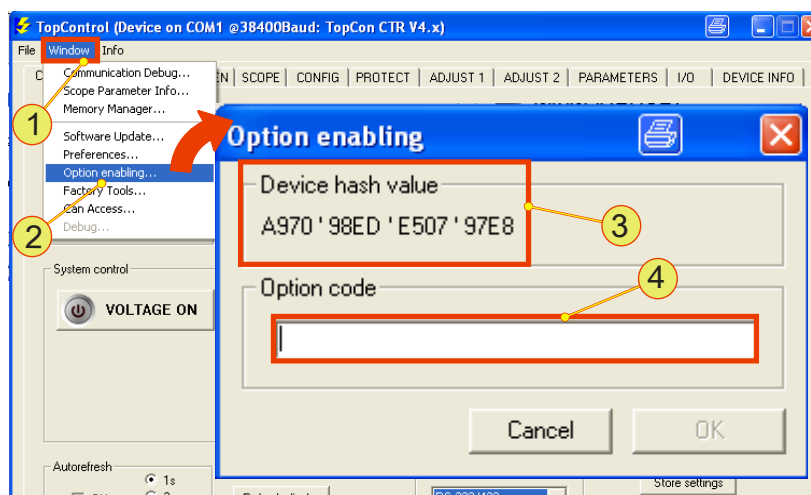 TopControl (Device on COM1 @38400Baud: TopCon CTR V4.x)
File Window Info
SCOPE CONFIG PROTECT ADJUST 1 ADJUST 2 PARAMETERS I/O DEVICE INFO
Communication Debug...
Scope Parameter Info...
Memory Manager...
1
Software Update...
Preferences...
Option enabling...
Factory Tools...
Can Access...
Debug...
2
Option enabling
Device hash value
A970 ' 98ED ' E507 ' 97E8
3
Option code
4
Cancel OK
System control
VOLTAGE ON
Autorefresh
1s
Store settings